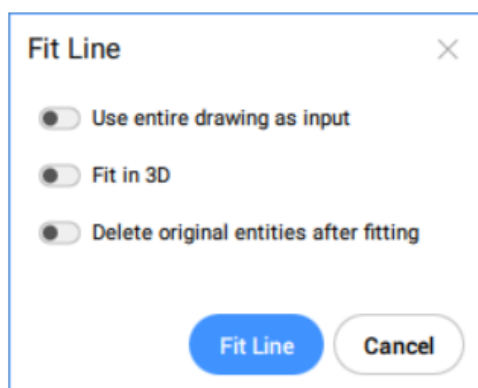 Fit Line
Use entire drawing as input
Fit in 3D
Delete original entities after fitting
Fit Line Cancel